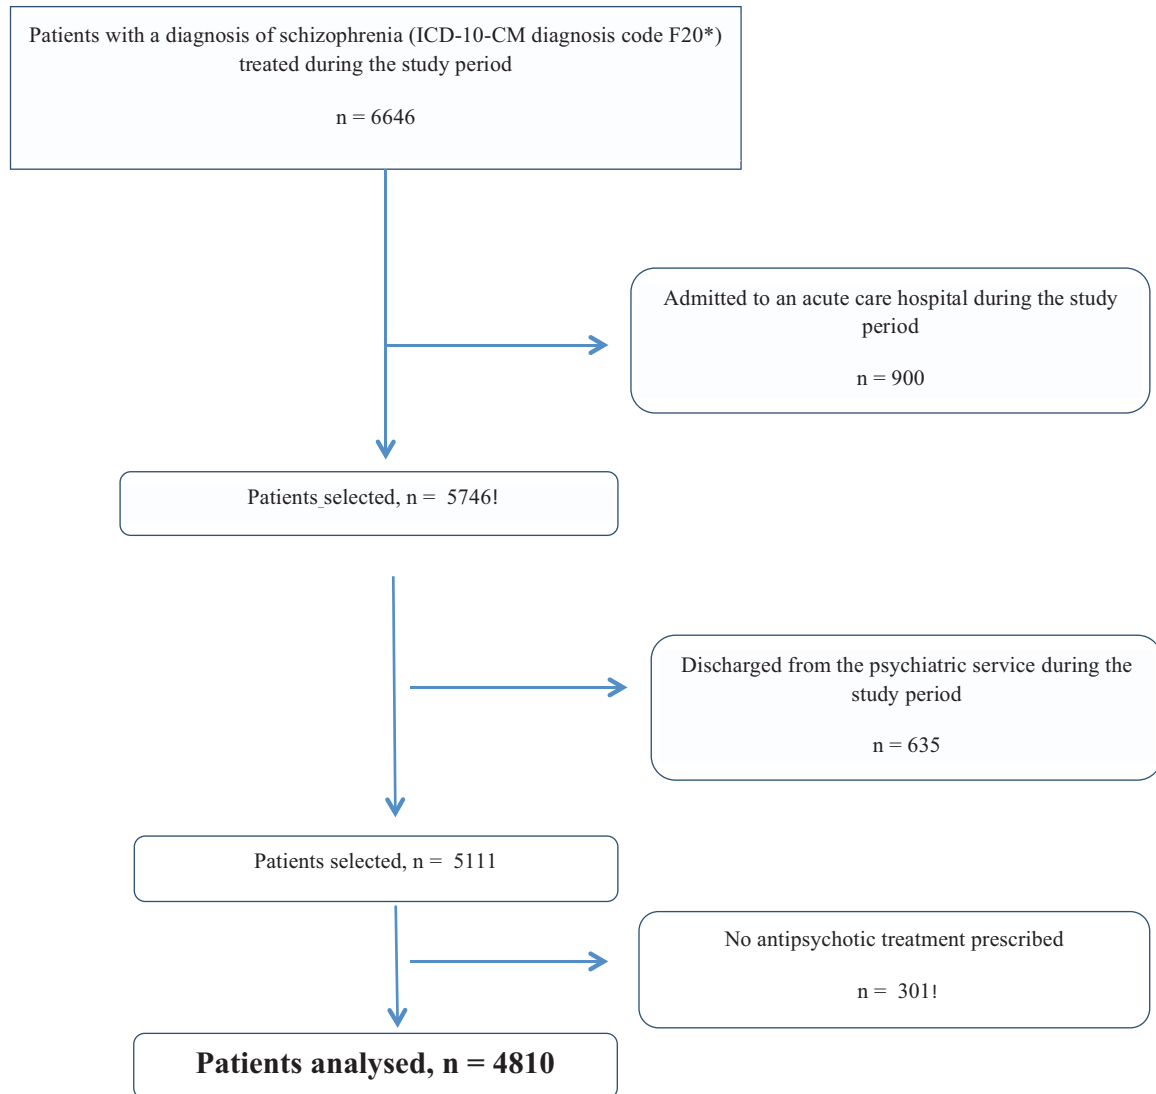 Patients with a diagnosis of schizophrenia (ICD-10-CM diagnosis code F20*)
treated during the study period
n = 6646
Admitted to an acute care hospital during the study
period
n = 900
Patients selected, n =  5746!
Discharged from the psychiatric service during the
study period
n = 635
Patients selected, n =  5111
No antipsychotic treatment prescribed
n =  301!
Patients analysed, n = 4810